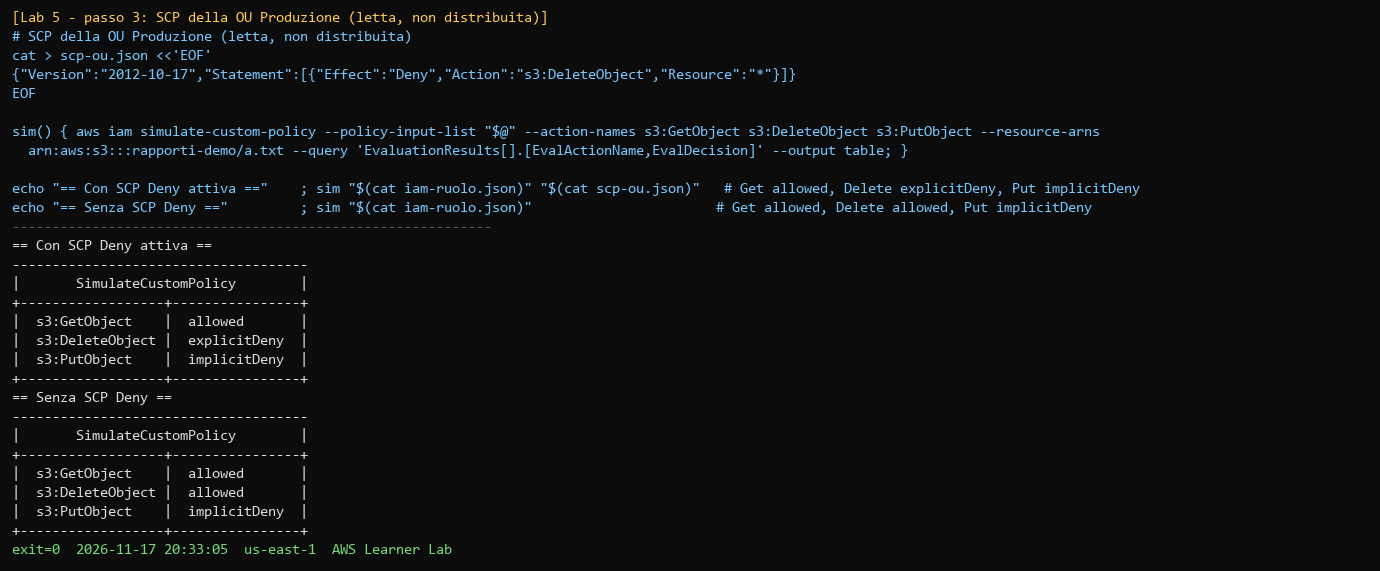 [Lab 5 - passo 3: SCP della OU Produzione (letta, non distribuita)]
# SCP della OU Produzione (letta, non distribuita)
cat > scp-ou.json <<'EOF'
{"Version":"2012-10-17","Statement":[{"Effect":"Deny","Action":"s3:DeleteObject","Resource":"*"}]}
EOF

sim() { aws iam simulate-custom-policy --policy-input-list "$@" --action-names s3:GetObject s3:DeleteObject s3:PutObject --resource-arns
  arn:aws:s3:::rapporti-demo/a.txt --query 'EvaluationResults[].[EvalActionName,EvalDecision]' --output table; }

echo "== Con SCP Deny attiva =="    ; sim "$(cat iam-ruolo.json)" "$(cat scp-ou.json)"   # Get allowed, Delete explicitDeny, Put implicitDeny
echo "== Senza SCP Deny =="         ; sim "$(cat iam-ruolo.json)"                       # Get allowed, Delete allowed, Put implicitDeny
------------------------------------------------------------
== Con SCP Deny attiva ==
-------------------------------------
|       SimulateCustomPolicy        |
+------------------+----------------+
|  s3:GetObject    |  allowed       |
|  s3:DeleteObject |  explicitDeny  |
|  s3:PutObject    |  implicitDeny  |
+------------------+----------------+
== Senza SCP Deny ==
-------------------------------------
|       SimulateCustomPolicy        |
+------------------+----------------+
|  s3:GetObject    |  allowed       |
|  s3:DeleteObject |  allowed       |
|  s3:PutObject    |  implicitDeny  |
+------------------+----------------+
exit=0  2026-11-17 20:33:05  us-east-1  AWS Learner Lab